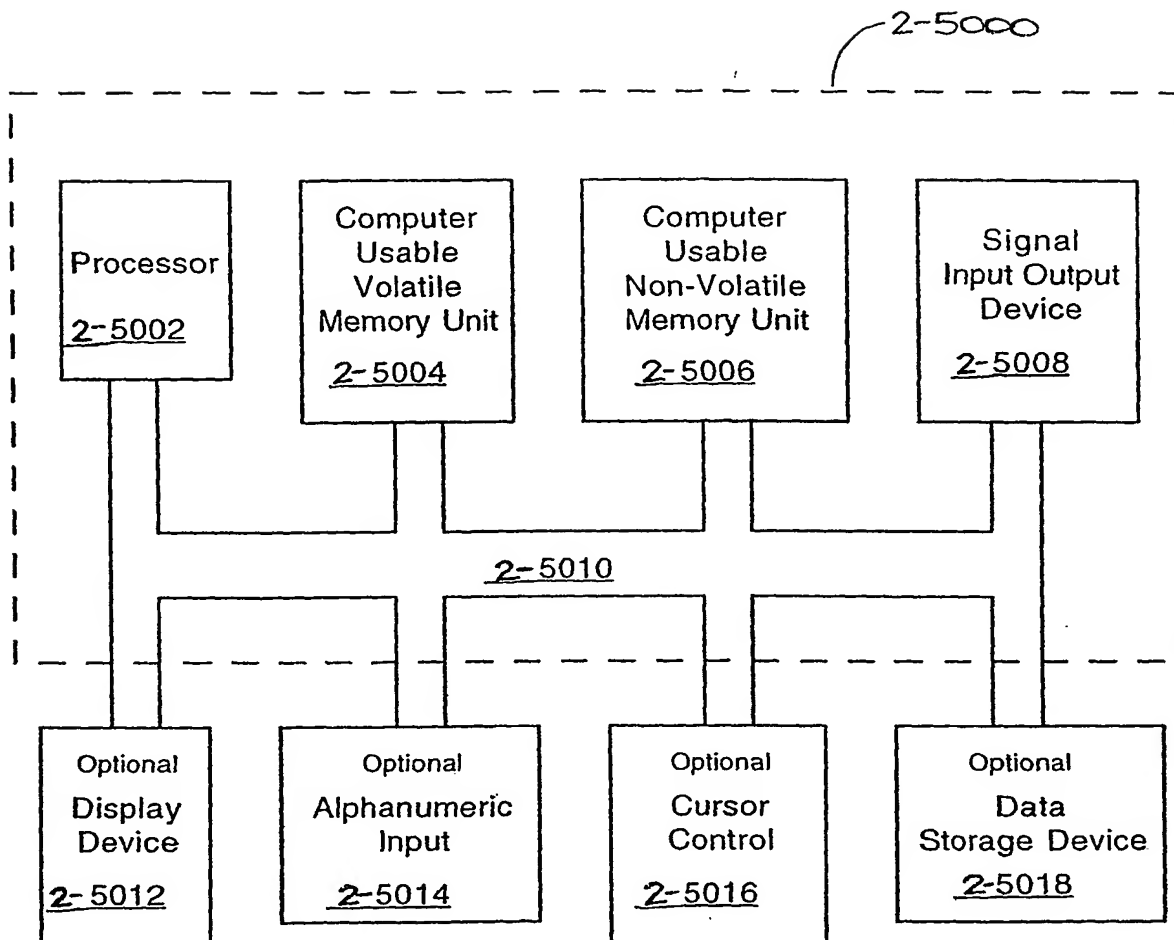 2-5000
Processor
2-5002
Computer
Usable
Volatile
Memory Unit
2-5004
Computer
Usable
Non-Volatile
Memory Unit
2-5006
Signal
Input Output
Device
2-5008
2-5010
Optional
Display
Device
2-5012
Optional
Alphanumeric
Input
2-5014
Optional
Cursor
Control
2-5016
Optional
Data
Storage Device
2-5018